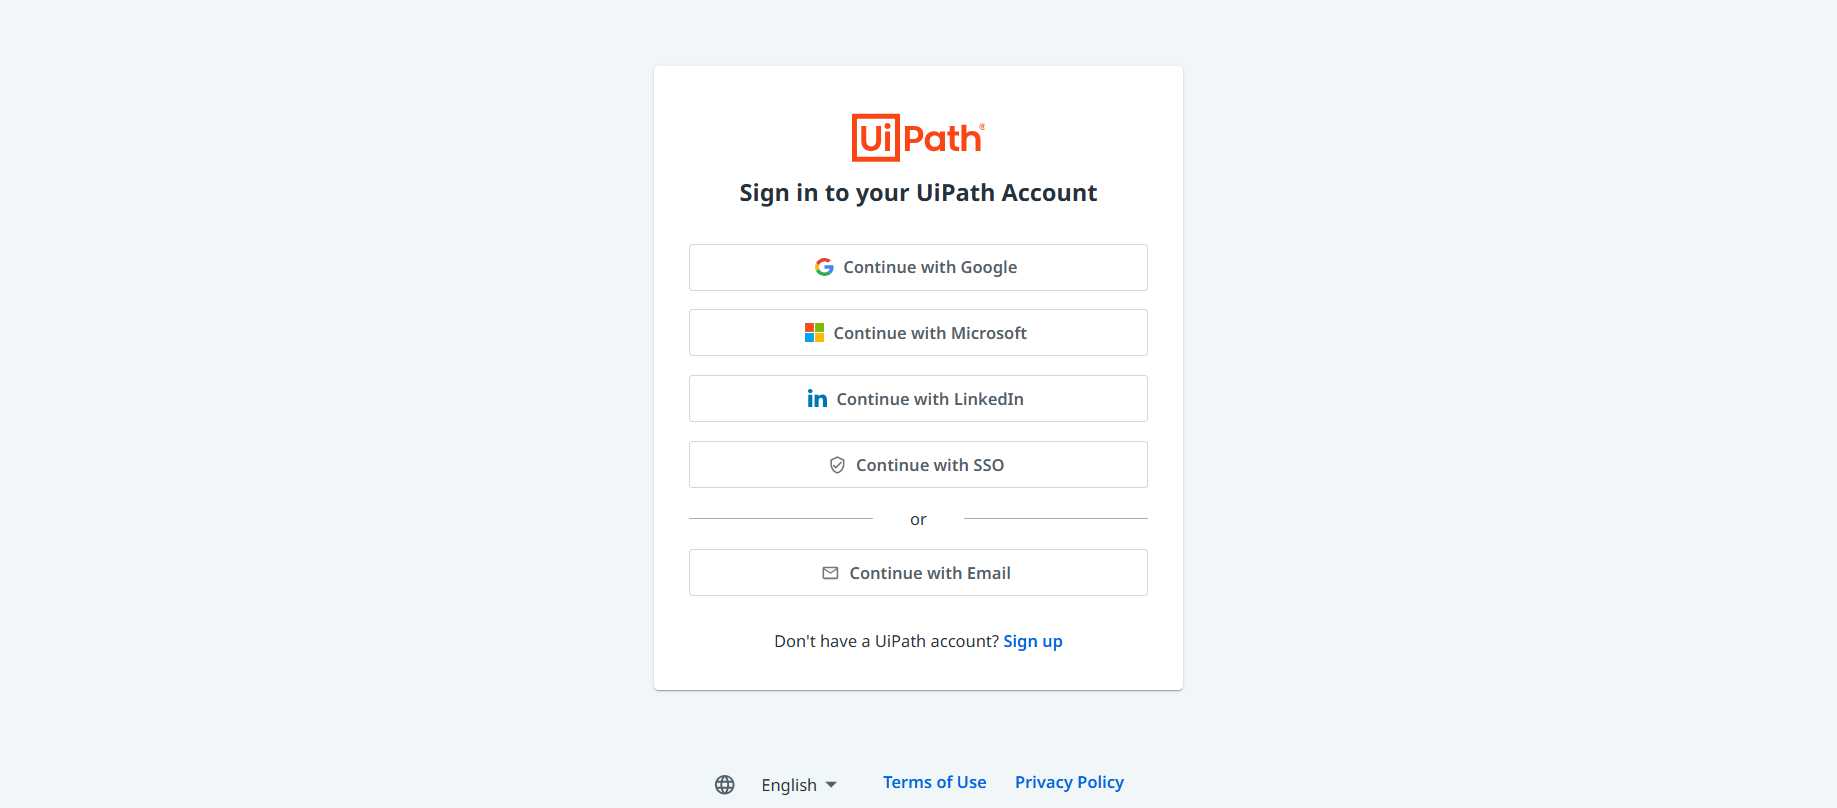 UiPath®
Sign in to your UiPath Account
Continue with Google
Continue with Microsoft
Continue with LinkedIn
Continue with SSO
or
Continue with Email
Don't have a UiPath account? Sign up
English Terms of Use Privacy Policy